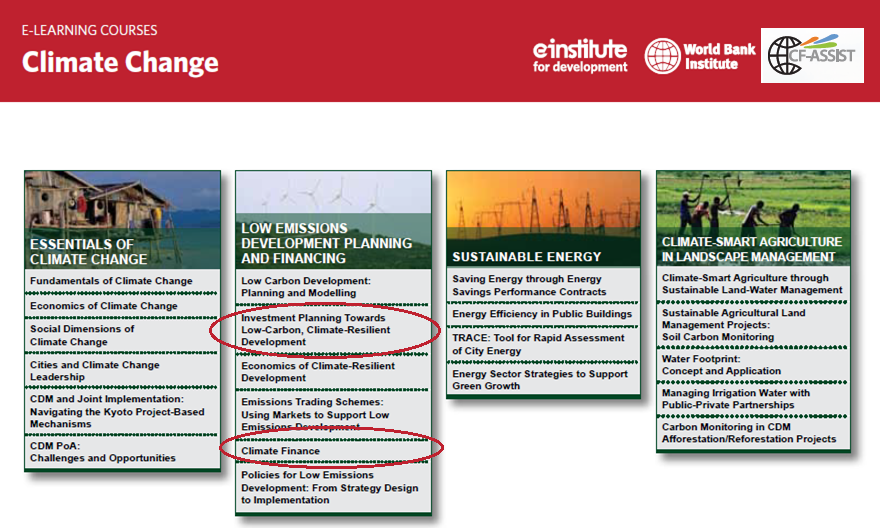 E-LEARNING COURSES
Climate Change
einstitute
for development
World Bank
Institute
CF-ASSIST
ESSENTIALS OF
CLIMATE CHANGE
Fundamentals of Climate Change
Economics of Climate Change
Social Dimensions of
Climate Change
Cities and Climate Change
Leadership
CDM and Joint Implementation:
Navigating the Kyoto Project-Based
Mechanisms
CDM PoA:
Challenges and Opportunities
LOW EMISSIONS
DEVELOPMENT PLANNING
AND FINANCING
Low Carbon Development:
Planning and Modelling
Investment Planning Towards
Low-Carbon, Climate-Resilient
Development
Economics of Climate-Resilient
Development
Emissions Trading Schemes:
Using Markets to Support Low
Emissions Development
Climate Finance
Policies for Low Emissions
Development: From Strategy Design
to Implementation
SUSTAINABLE ENERGY
Saving Energy through Energy
Savings Performance Contracts
Energy Efficiency in Public Buildings
TRACE: Tool for Rapid Assessment
of City Energy
Energy Sector Strategies to Support
Green Growth
CLIMATE-SMART AGRICULTURE
IN LANDSCAPE MANAGEMENT
Climate-Smart Agriculture through
Sustainable Land-Water Management
Sustainable Agricultural Land
Management Projects:
Soil Carbon Monitoring
Water Footprint:
Concept and Application
Managing Irrigation Water with
Public-Private Partnerships
Carbon Monitoring in CDM
Afforestation/Reforestation Projects